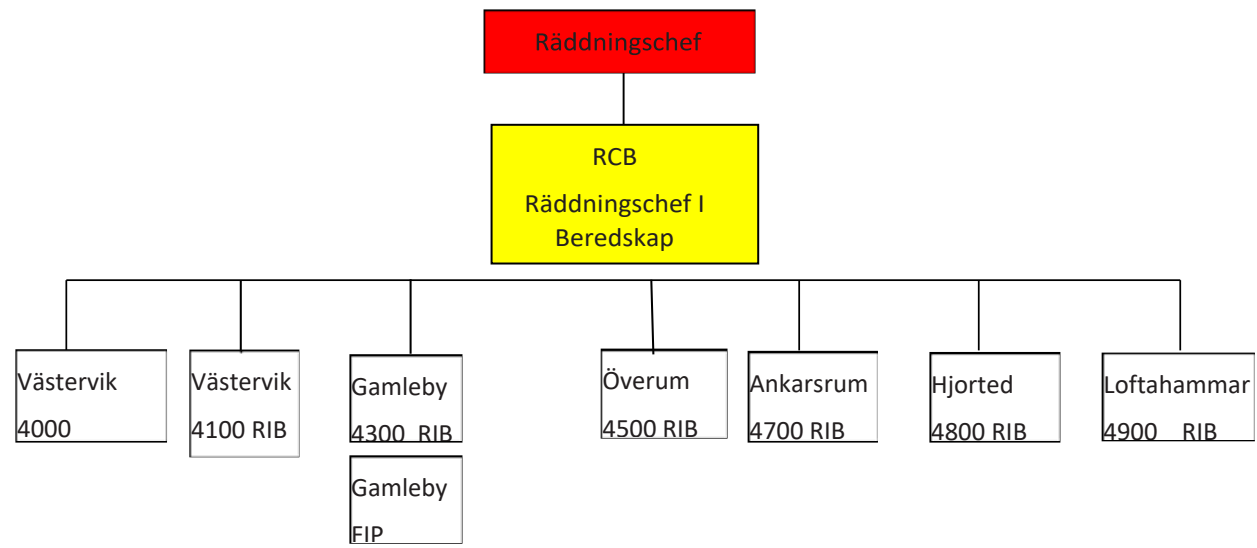 Räddningschef
RCB
Räddningschef I
Beredskap
Västervik
4000
Västervik
4100 RIB
Gamleby
4300 RIB
Gamleby
FIP
Överum
4500 RIB
Ankarsrum
4700 RIB
Hjorted
4800 RIB
Loftahammar
4900 RIB